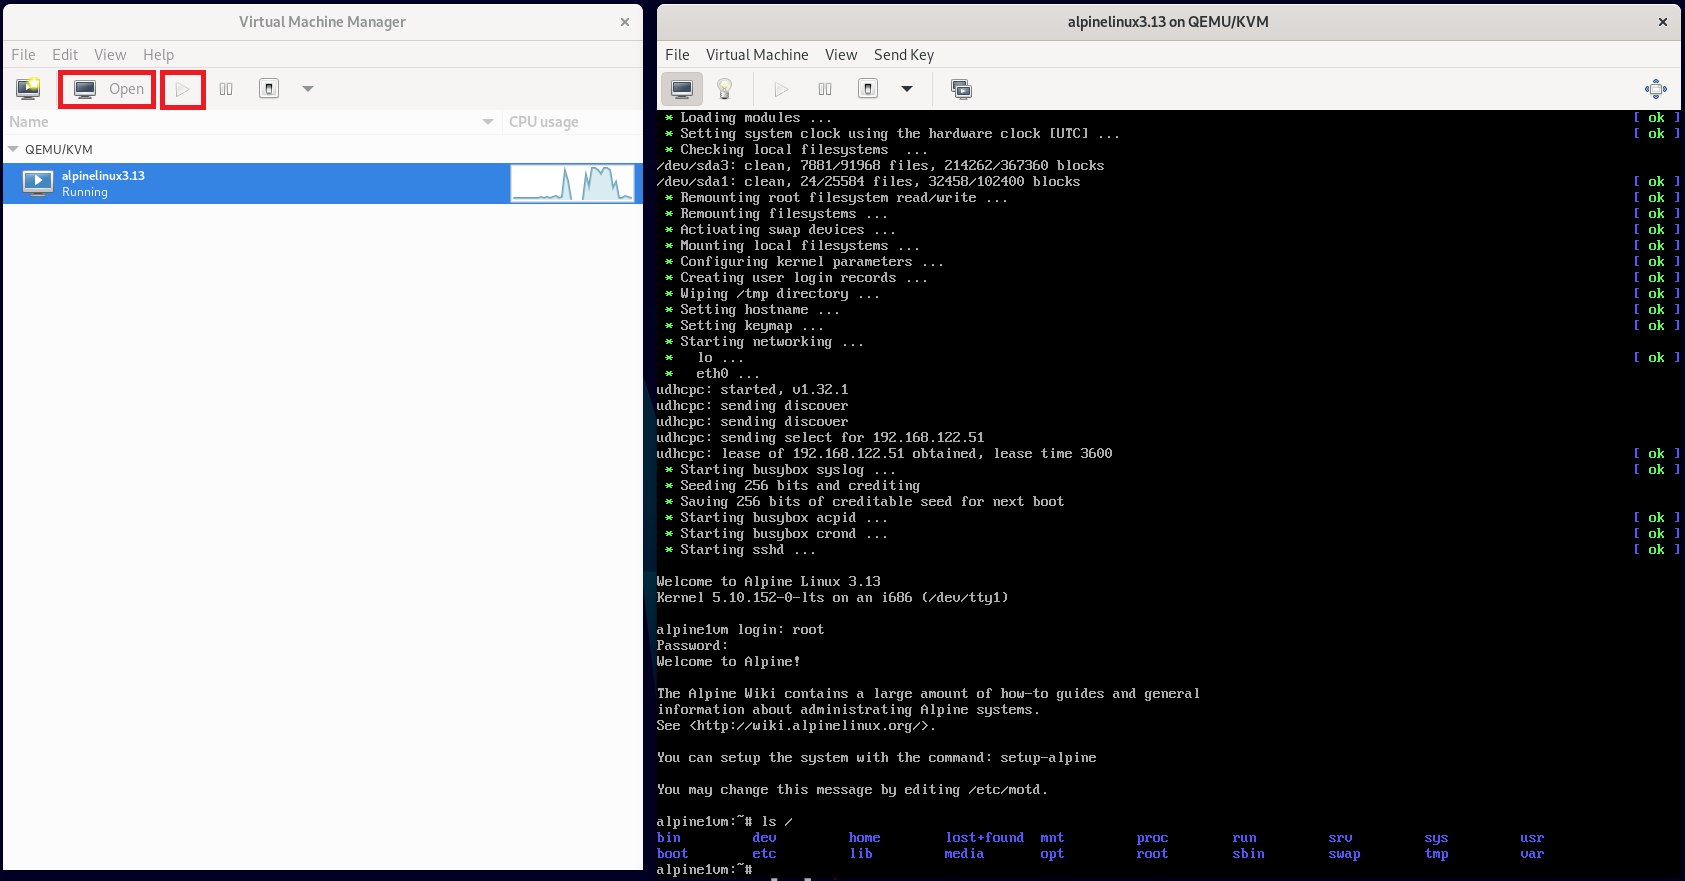 Virtual Machine Manager
×
File Edit View Help
Open
Name CPU usage
QEMU/KVM
alpinelinux3.13
Running
alpinelinux3.13 on QEMU/KVM
×
File Virtual Machine View Send Key
* Loading modules ... [ ok ]
* Setting system clock using the hardware clock [UTC] ... [ ok ]
* Checking local filesystems  ...
/dev/sda3: clean, 7881/91968 files, 214262/367360 blocks
/dev/sda1: clean, 24/25584 files, 32458/102400 blocks [ ok ]
* Remounting root filesystem read/write ... [ ok ]
* Remounting filesystems ... [ ok ]
* Activating swap devices ... [ ok ]
* Mounting local filesystems ... [ ok ]
* Configuring kernel parameters ... [ ok ]
* Creating user login records ... [ ok ]
* Wiping /tmp directory ... [ ok ]
* Setting hostname ... [ ok ]
* Setting keymap ... [ ok ]
* Starting networking ...
*   lo ... [ ok ]
*   eth0 ...
udhcpc: started, v1.32.1
udhcpc: sending discover
udhcpc: sending discover
udhcpc: sending select for 192.168.122.51
udhcpc: lease of 192.168.122.51 obtained, lease time 3600 [ ok ]
* Starting busybox syslog ... [ ok ]
* Seeding 256 bits and crediting
* Saving 256 bits of creditable seed for next boot
* Starting busybox acpid ... [ ok ]
* Starting busybox crond ... [ ok ]
* Starting sshd ... [ ok ]
Welcome to Alpine Linux 3.13
Kernel 5.10.152-0-lts on an i686 (/dev/tty1)
alpine1vm login: root
Password:
Welcome to Alpine!
The Alpine Wiki contains a large amount of how-to guides and general
information about administrating Alpine systems.
See <http://wiki.alpinelinux.org/>.
You can setup the system with the command: setup-alpine
You may change this message by editing /etc/motd.
alpine1vm:~# ls /
bin dev home lost+found mnt proc run srv sys usr
boot etc lib media opt root sbin swap tmp var
alpine1vm:~#